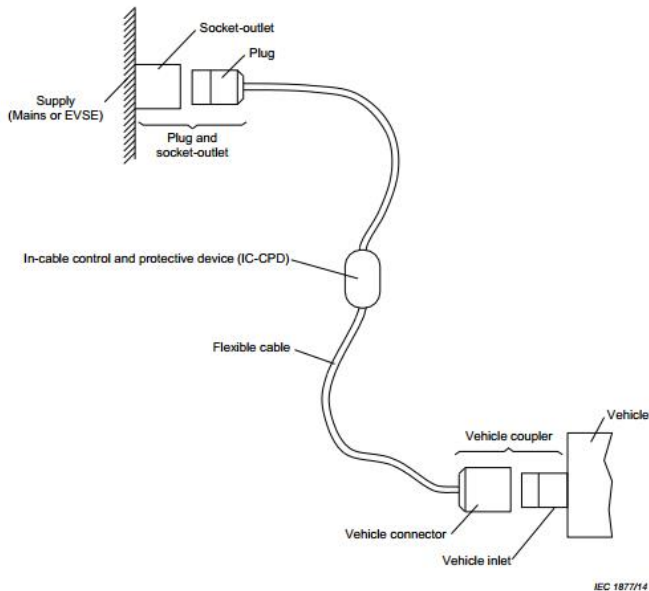 Socket-outlet
Plug
Supply
(Mains or EVSE)
Plug and
socket-outlet
In-cable control and protective device (IC-CPD)
Flexible cable
Vehicle
Vehicle coupler
Vehicle connector
Vehicle inlet
IEC 1877/14